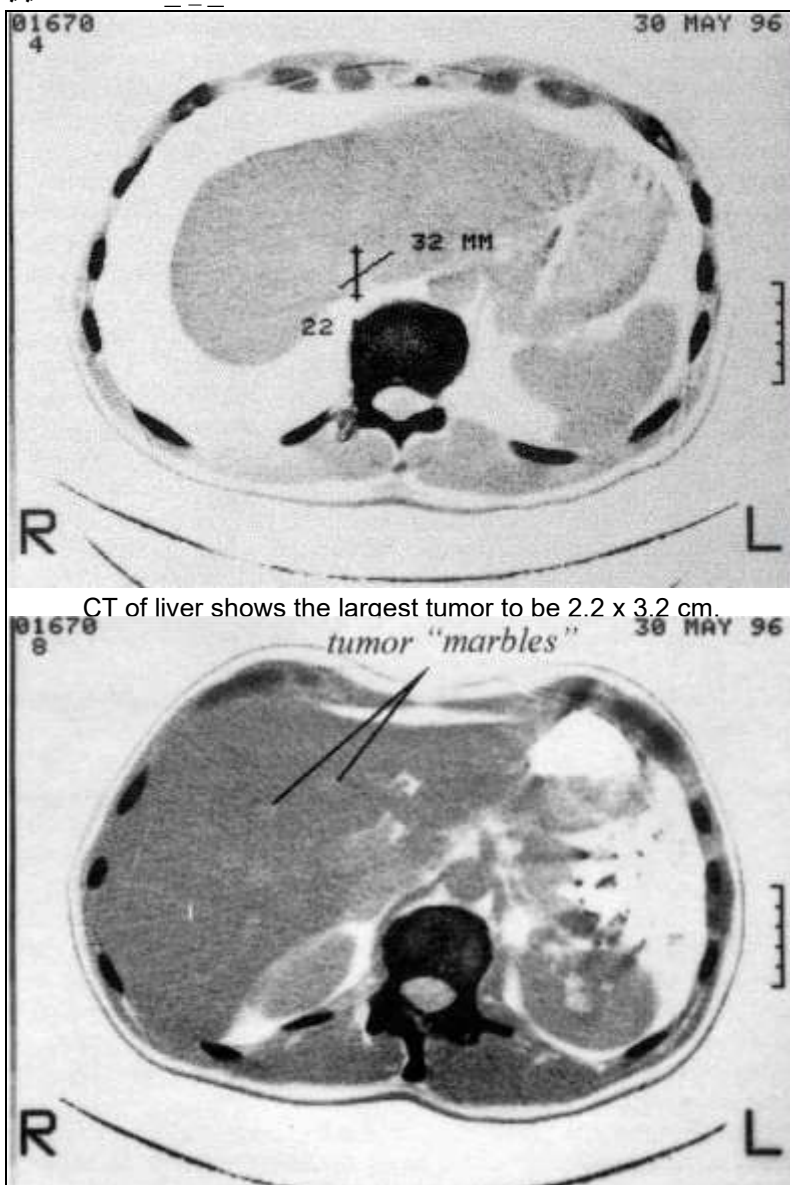 01670 30 MAY 96
4
32 MM
22
R L
CT of liver shows the largest tumor to be 2.2 x 3.2 cm.
01670 30 MAY 96
8
tumor “marbles”
R L